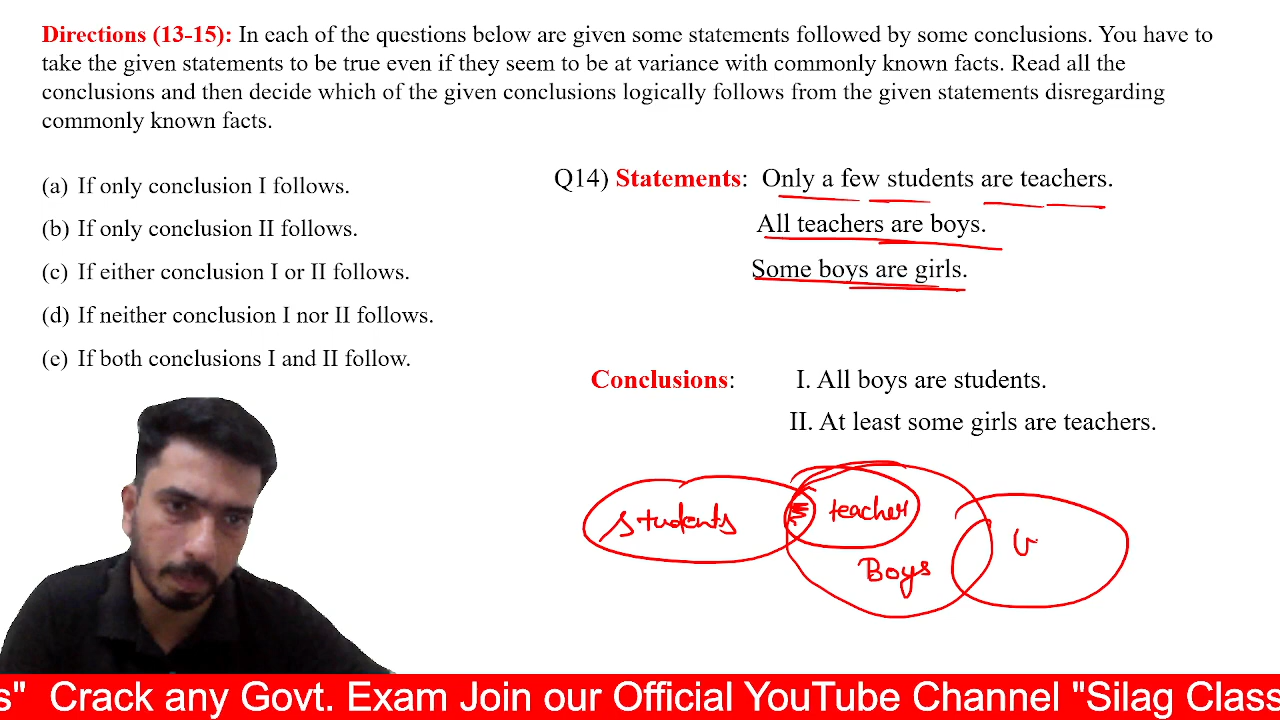 Directions (13-15): In each of the questions below are given some statements followed by some conclusions. You have to
take the given statements to be true even if they seem to be at variance with commonly known facts. Read all the
conclusions and then decide which of the given conclusions logically follows from the given statements disregarding
commonly known facts.
(a) If only conclusion I follows.
(b) If only conclusion II follows.
(c) If either conclusion I or II follows.
(d) If neither conclusion I nor II follows.
(e) If both conclusions I and II follow.
Q14) Statements: Only a few students are teachers.
All teachers are boys.
Some boys are girls.
Conclusions: I. All boys are students.
II. At least some girls are teachers.
students
teacher
Boys
s" Crack any Govt. Exam Join our Official YouTube Channel "Silag Class